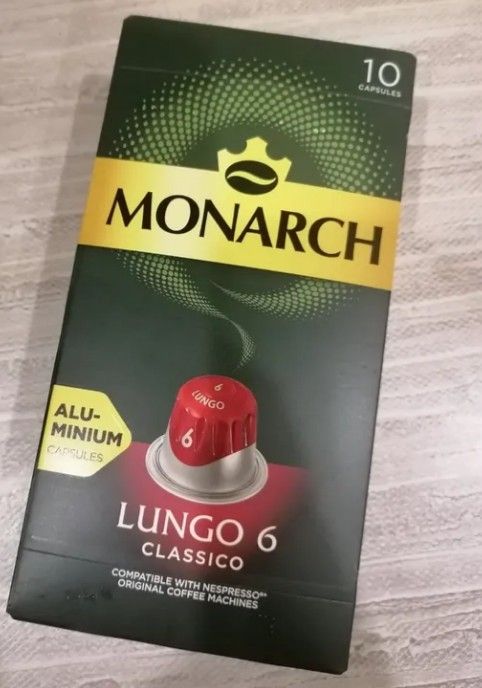 10
CAPSULES
MONARCH
ALU-
MINIUM
CAPSULES
6
LUNGO
6
LUNGO 6
CLASSICO
COMPATIBLE WITH NESPRESSO®*
ORIGINAL COFFEE MACHINES